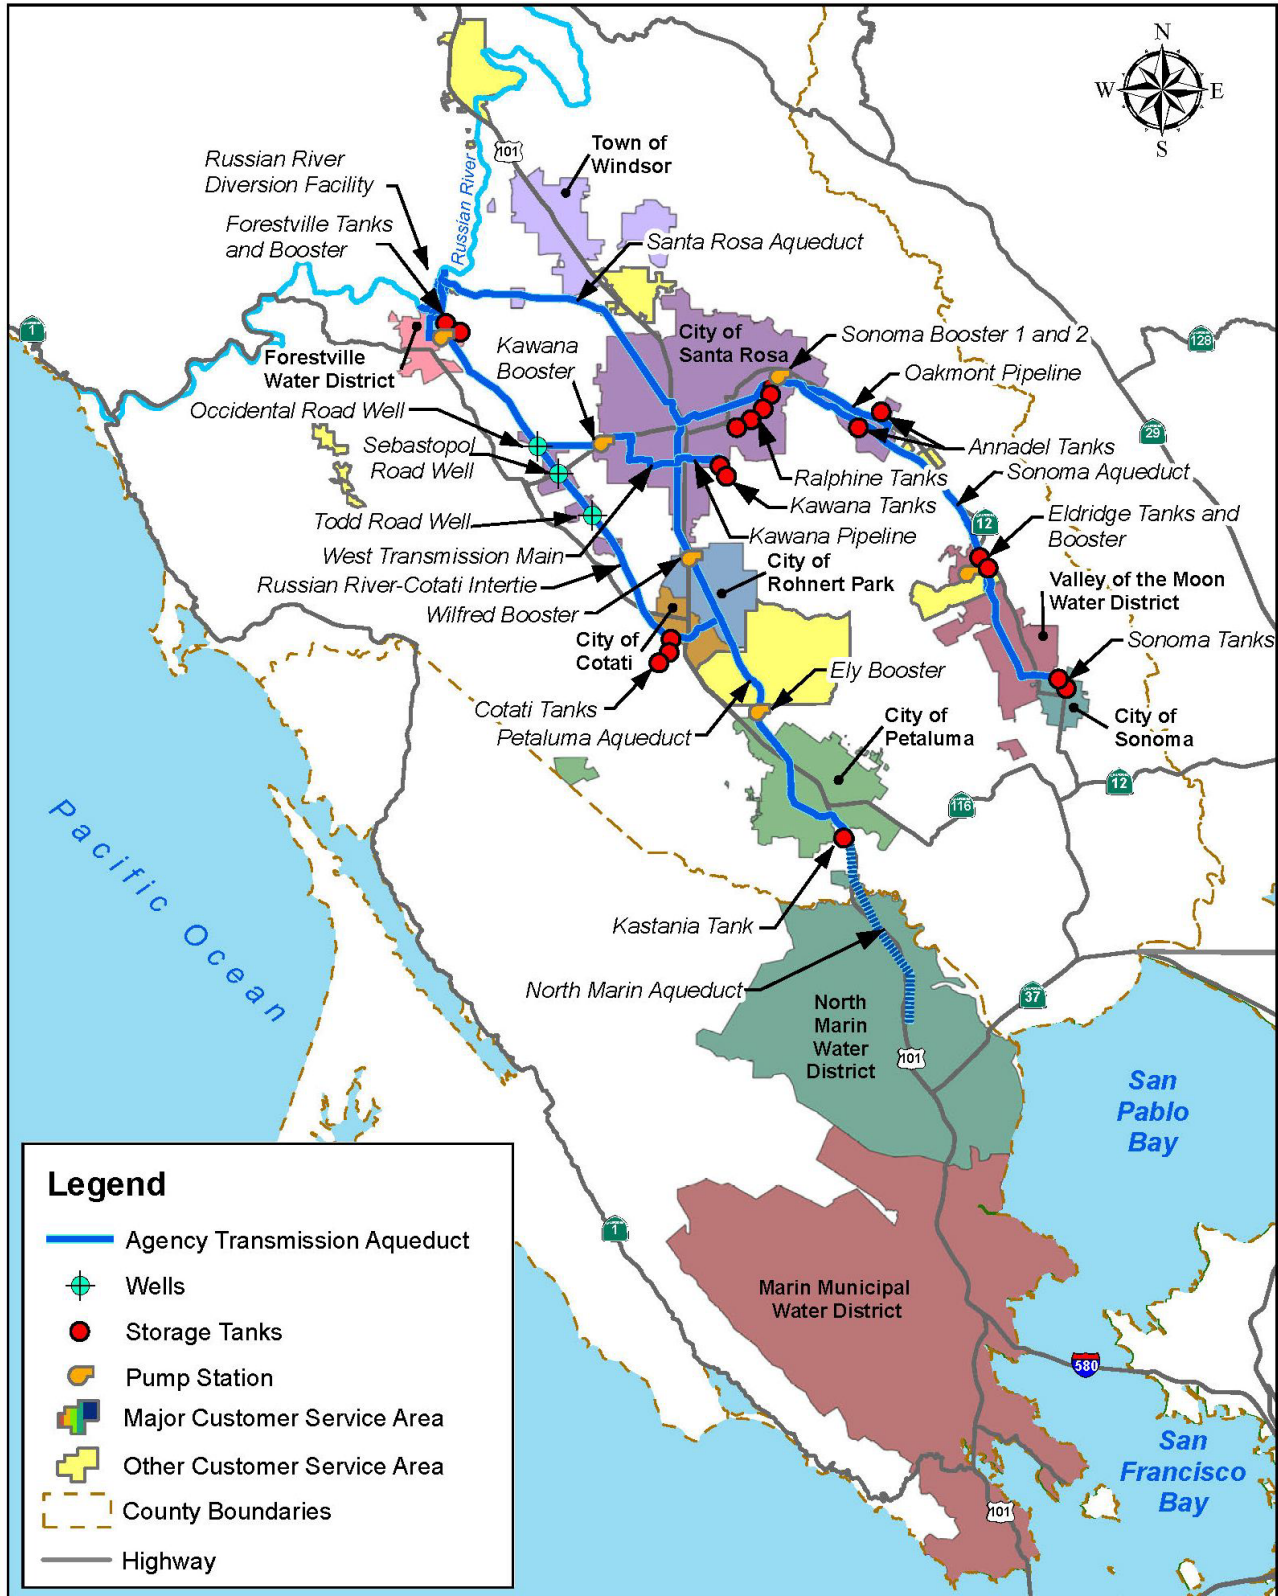 N
W
E
S
Town of
Windsor
101
Russian River
Diversion Facility
Russian River
Forestville Tanks
and Booster
Santa Rosa Aqueduct
1
City of
Santa Rosa
Sonoma Booster 1 and 2
128
Kawana
Booster
Forestville
Water District
Oakmont Pipeline
Occidental Road Well
29
Sebastopol
Road Well
Annadel Tanks
Ralphine Tanks
Sonoma Aqueduct
Kawana Tanks
Todd Road Well
12
Eldridge Tanks and
Booster
Kawana Pipeline
West Transmission Main
City of
Rohnert Park
Russian River-Cotati Intertie
Valley of the Moon
Water District
Wilfred Booster
City of
Cotati
Sonoma Tanks
Ely Booster
Cotati Tanks
City of
Petaluma
City of
Sonoma
Petaluma Aqueduct
12
116
Pacific Ocean
Kastania Tank
North Marin Aqueduct
37
North
Marin
Water
District
101
San
Pablo
Bay
1
Marin Municipal
Water District
580
San
Francisco
Bay
101
Legend
Agency Transmission Aqueduct
Wells
Storage Tanks
Pump Station
Major Customer Service Area
Other Customer Service Area
County Boundaries
Highway